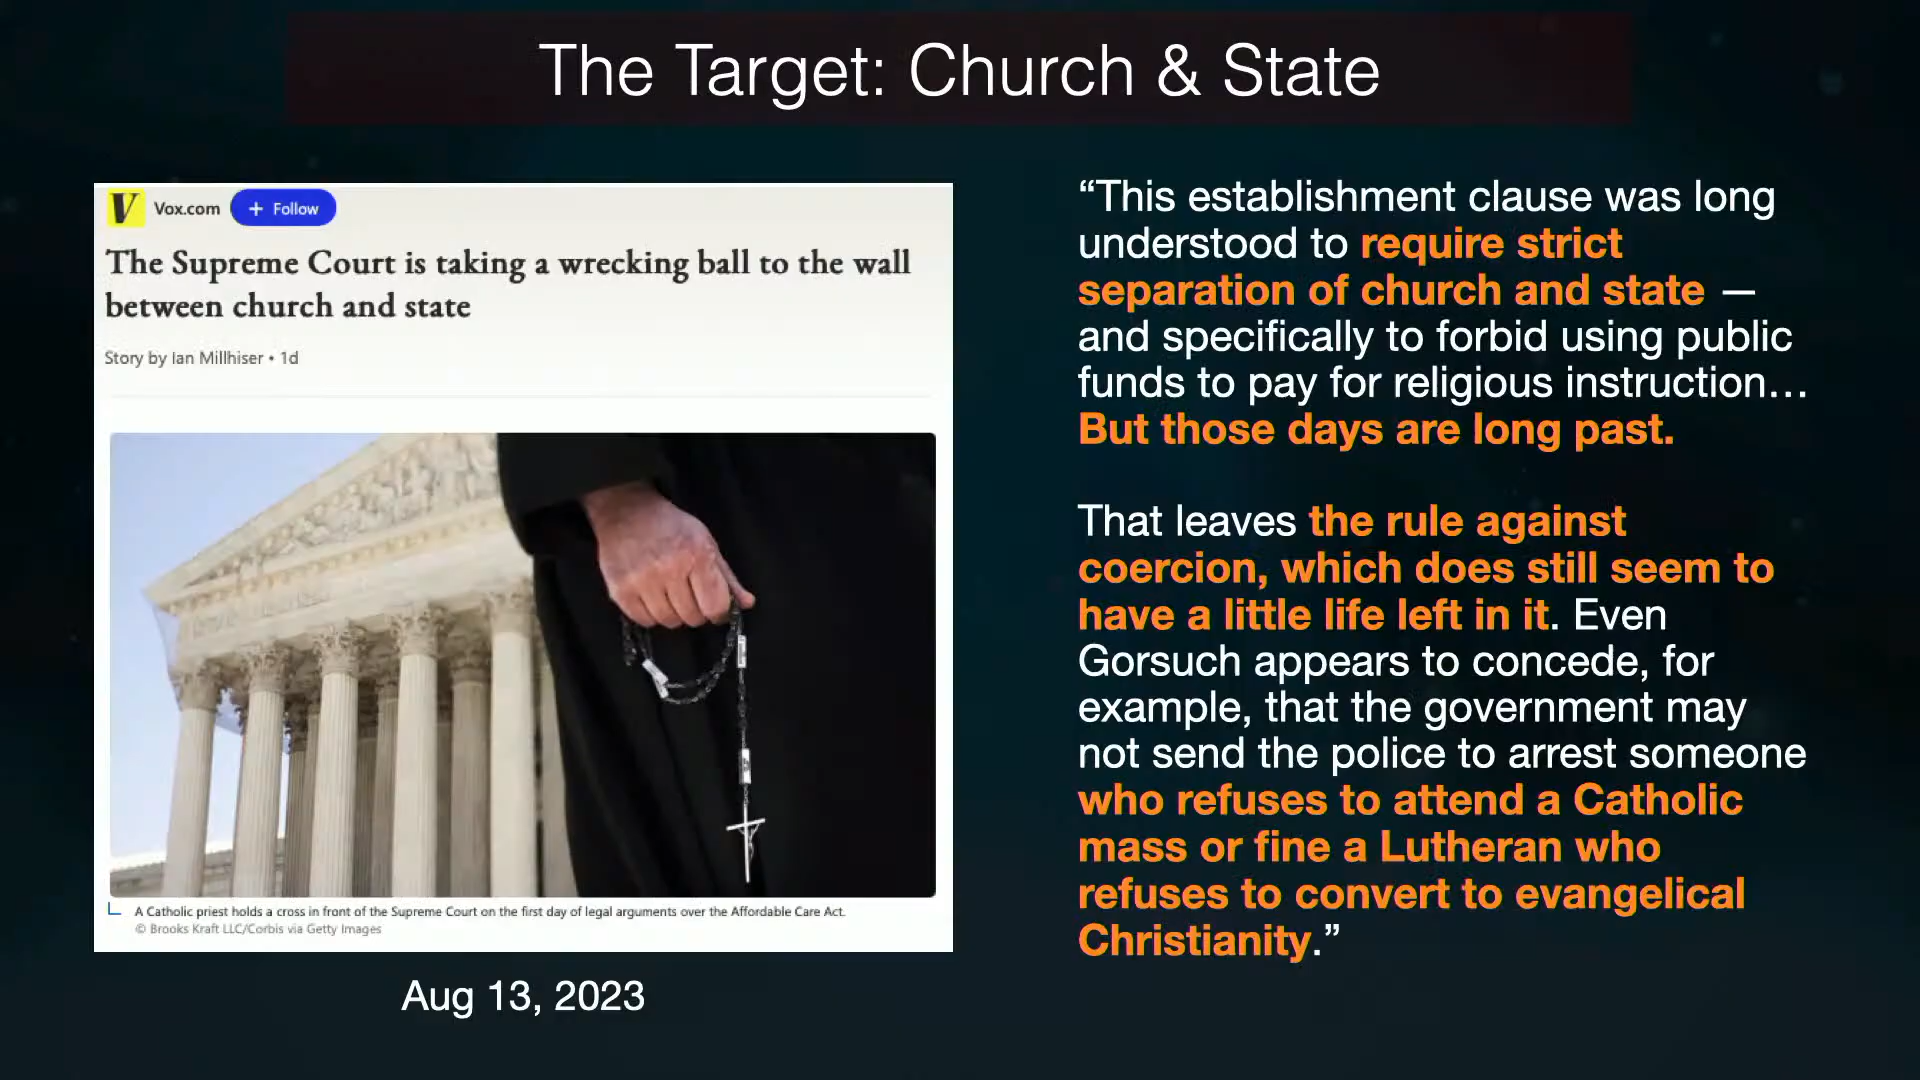 The Target: Church & State
V Vox.com + Follow
The Supreme Court is taking a wrecking ball to the wall
between church and state
Story by Ian Millhiser • 1d
A Catholic priest holds a cross in front of the Supreme Court on the first day of legal arguments over the Affordable Care Act.
© Brooks Kraft LLC/Corbis via Getty Images
Aug 13, 2023
“This establishment clause was long
understood to require strict
separation of church and state —
and specifically to forbid using public
funds to pay for religious instruction…
But those days are long past.
That leaves the rule against
coercion, which does still seem to
have a little life left in it. Even
Gorsuch appears to concede, for
example, that the government may
not send the police to arrest someone
who refuses to attend a Catholic
mass or fine a Lutheran who
refuses to convert to evangelical
Christianity.”